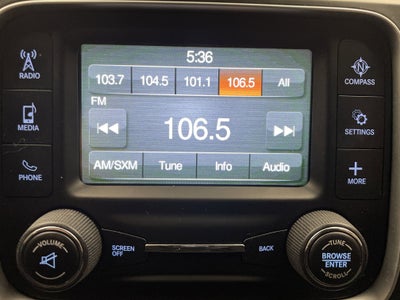 5:36
103.7 104.5 101.1 106.5 All
FM
106.5
AM/SXM Tune Info Audio
RADIO
MEDIA
PHONE
COMPASS
SETTINGS
+
MORE
VOLUME
SCREEN
OFF
BACK
TUNE
BROWSE
ENTER
SCROLL